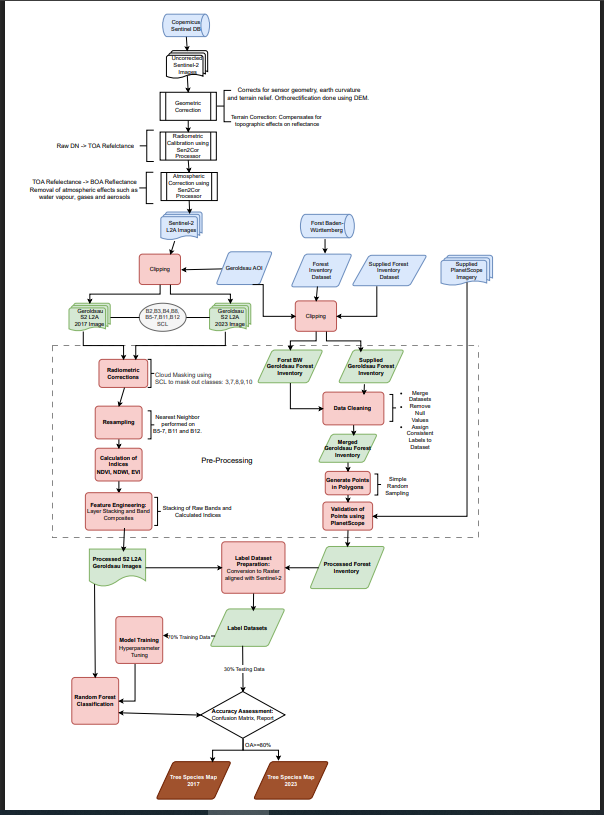 Copernicus
Sentinel DB
Uncorrected
Sentinel-2
Images
Geometric
Correction
Corrects for sensor geometry, earth curvature
and terrain relief. Orthorectification done using DEM.
Terrain Correction: Compensates for
topographic effects on reflectance
Raw DN -> TOA Refelctance
Radiometric
Calibration using
Sen2Cor
Processor
TOA Refelectance -> BOA Reflectance
Removal of atmospheric effects such as
water vapour, gases and aerosols
Atmospheric
Correction using
Sen2Cor
Processor
Sentinel-2
L2A Images
Forst Baden-
Württemberg
Clipping
Geroldsau AOI
Forest
Inventory
Dataset
Supplied Forest
Inventory
Dataset
Supplied
PlanetScope
Imagery
Geroldsau
S2 L2A
2017 Image
B2,B3,B4,B8,
B5-7,B11,B12
SCL
Geroldsau
S2 L2A
2023 Image
Clipping
Radiometric
Corrections
Cloud Masking using
SCL to mask out classes: 3,7,8,9,10
Forst BW
Geroldsau Forest
Inventory
Supplied
Geroldsau Forest
Inventory
Resampling
Nearest Neighbor
performed on
B5-7, B11 and B12.
Data Cleaning
• Merge
Datasets
• Remove
Null
Values
• Assign
Consistent
Labels to
Dataset
Merged
Geroldsau Forest
Inventory
Calculation of
Indices
NDVI, NDWI, EVI
Pre-Processing
Generate Points
in Polygons
Simple
Random
Sampling
Feature Engineering:
Layer Stacking and Band
Composites
Stacking of Raw Bands and
Calculated Indices
Validation of
Points using
PlanetScope
Processed S2 L2A
Geroldsau Images
Label Dataset
Preparation:
Conversion to Raster
aligned with Sentinel-2
Processed Forest
Inventory
Label Datasets
Model Training
Hyperparameter
Tuning
70% Training Data
30% Testing Data
Random Forest
Classification
Accuracy Assessment:
Confusion Matrix, Report
OA>=80%
Tree Species Map
2017
Tree Species Map
2023